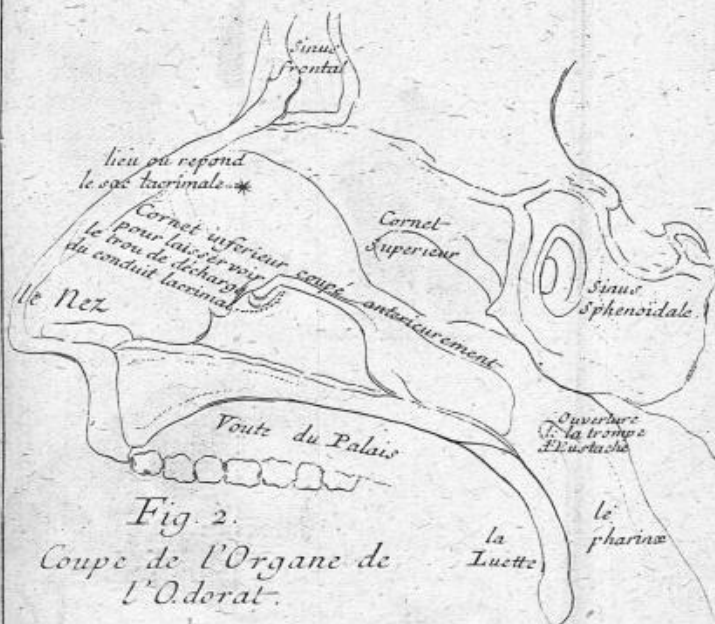 Sinus
frontal
lieu ou repond
le sac lacrimale *
Cornet inferieur coupé anterieurement
pour laisser voir
le trou de décharge
du conduit lacrimal
Cornet
Superieur
le Nez
Sinus
Sphenoidale.
Ouverture
de la trompe
d'Eustache
Voute du Palais
le
pharinx
la
Luette
Fig. 2.
Coupe de l'Organe de
l'Odorat.